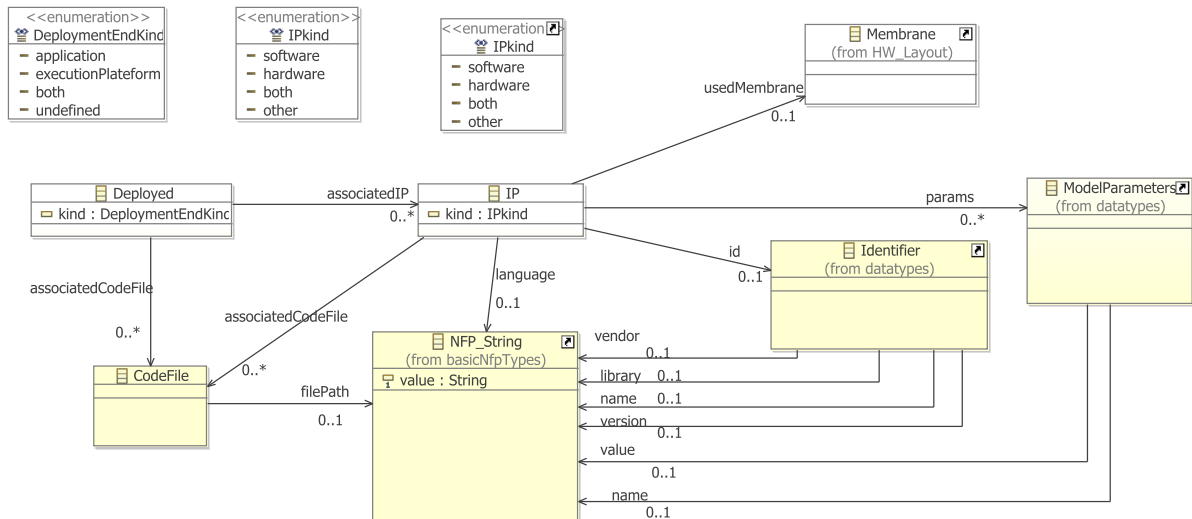 <<enumeration>>
DeploymentEndKind
application
executionPlateform
both
undefined
<<enumeration>>
IPkind
software
hardware
both
other
<<enumeration>>
IPkind
software
hardware
both
other
Membrane
(from HW_Layout)
usedMembrane
0..1
Deployed
kind : DeploymentEndKind
associatedIP
0..*
IP
kind : IPkind
params
0..*
ModelParameters
(from datatypes)
id
0..1
Identifier
(from datatypes)
language
0..1
associatedCodeFile
0..*
associatedCodeFile
0..*
CodeFile
filePath
0..1
NFP_String
(from basicNfpTypes)
1
value : String
vendor
0..1
library
0..1
name
0..1
version
0..1
value
0..1
name
0..1